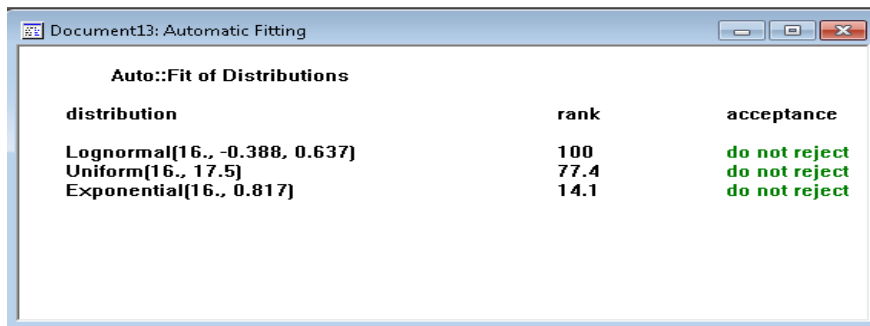 Document13: Automatic Fitting
Auto::Fit of Distributions
distribution rank acceptance
Lognormal(16., -0.388, 0.637) 100 do not reject
Uniform(16., 17.5) 77.4 do not reject
Exponential(16., 0.817) 14.1 do not reject